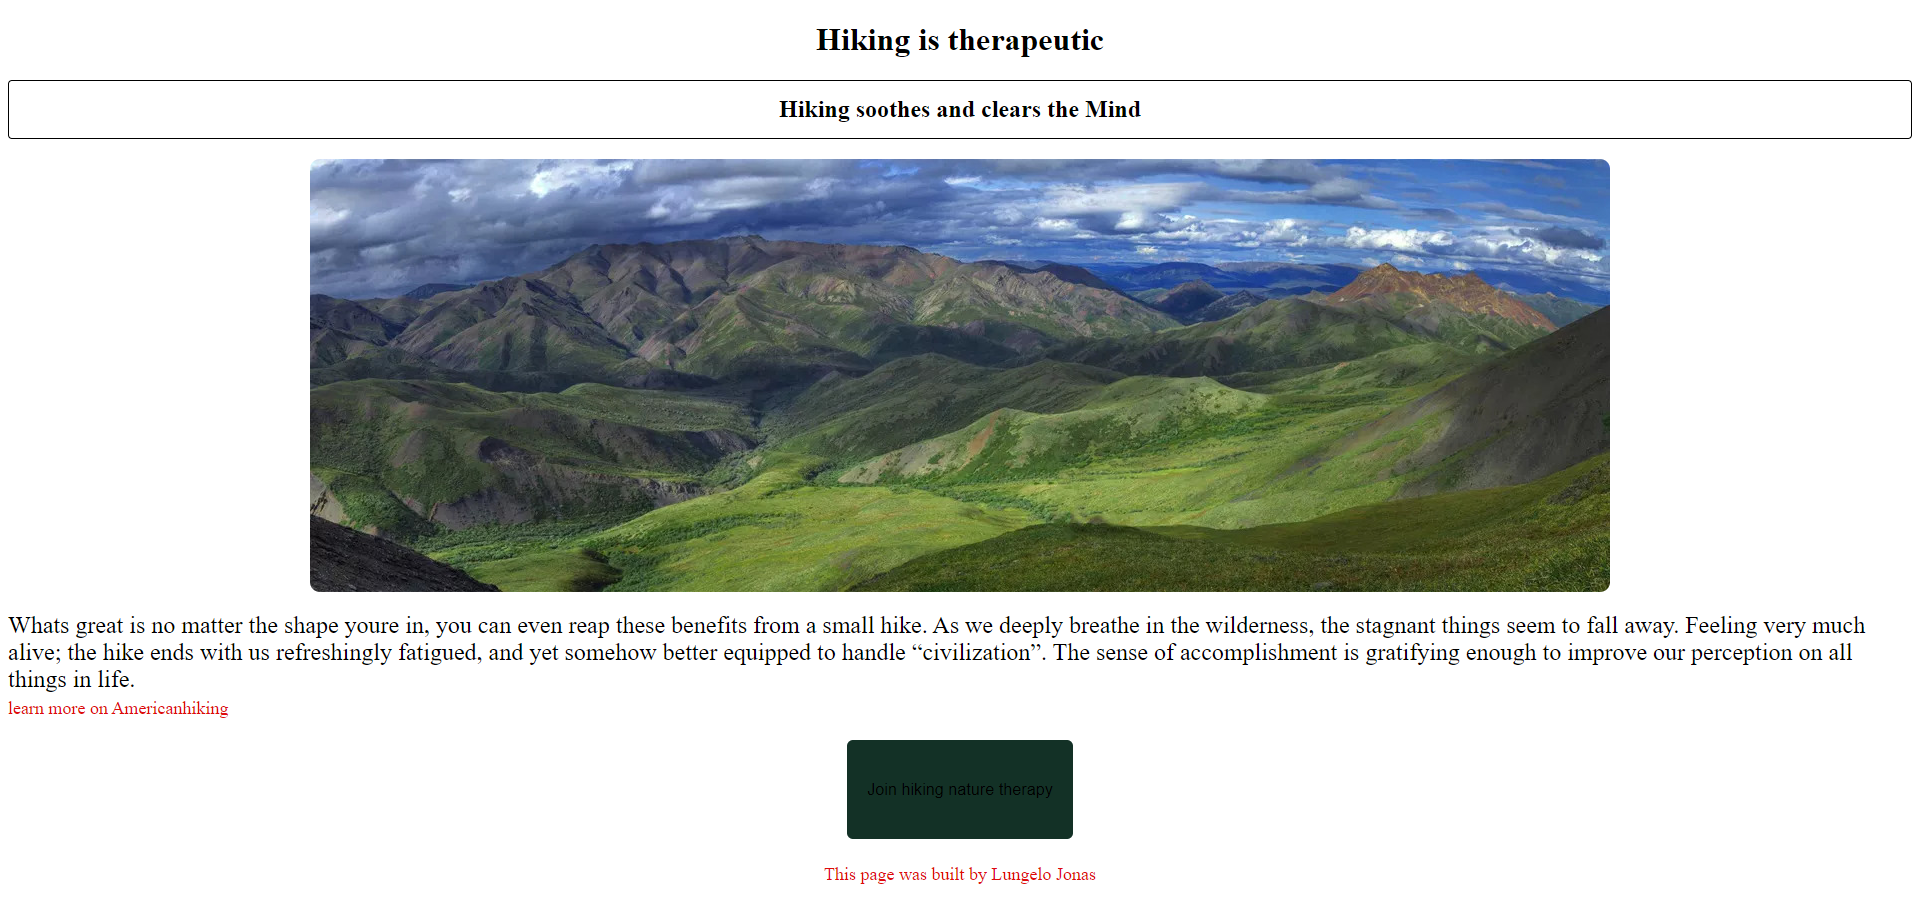 Hiking is therapeutic
Hiking soothes and clears the Mind
Whats great is no matter the shape youre in, you can even reap these benefits from a small hike. As we deeply breathe in the wilderness, the stagnant things seem to fall away. Feeling very much
alive; the hike ends with us refreshingly fatigued, and yet somehow better equipped to handle “civilization”. The sense of accomplishment is gratifying enough to improve our perception on all
things in life.
learn more on Americanhiking
Join hiking nature therapy
This page was built by Lungelo Jonas